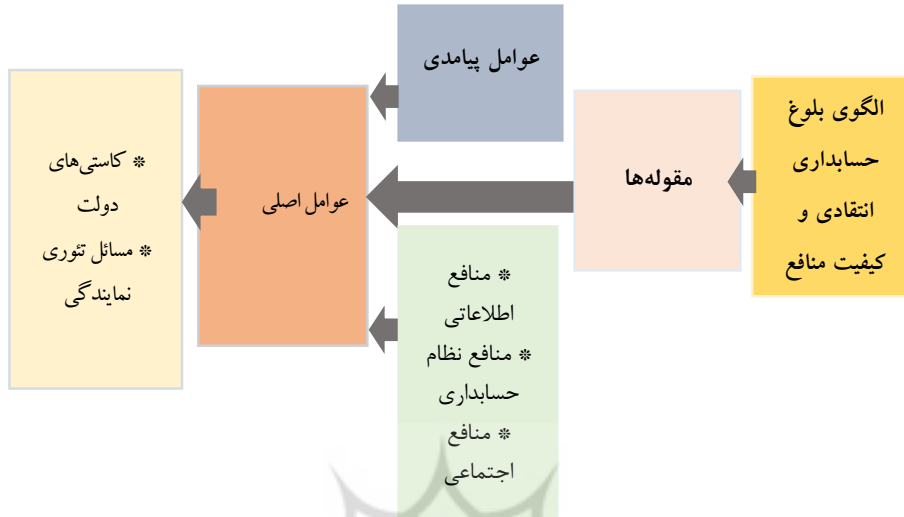 الگوی بلوغ
حسابداری
انتقادی و
کیفیت منافع
مقوله‌ها
عوامل پیامدی
* منافع
اطلاعاتی
* منافع نظام
حسابداری
* منافع
اجتماعی
عوامل اصلی
* کاستی‌های
دولت
* مسائل تئوری
نمایندگی